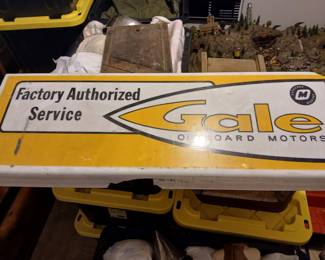 Factory Authorized
Service
Gale
OUTBOARD MOTORS
M